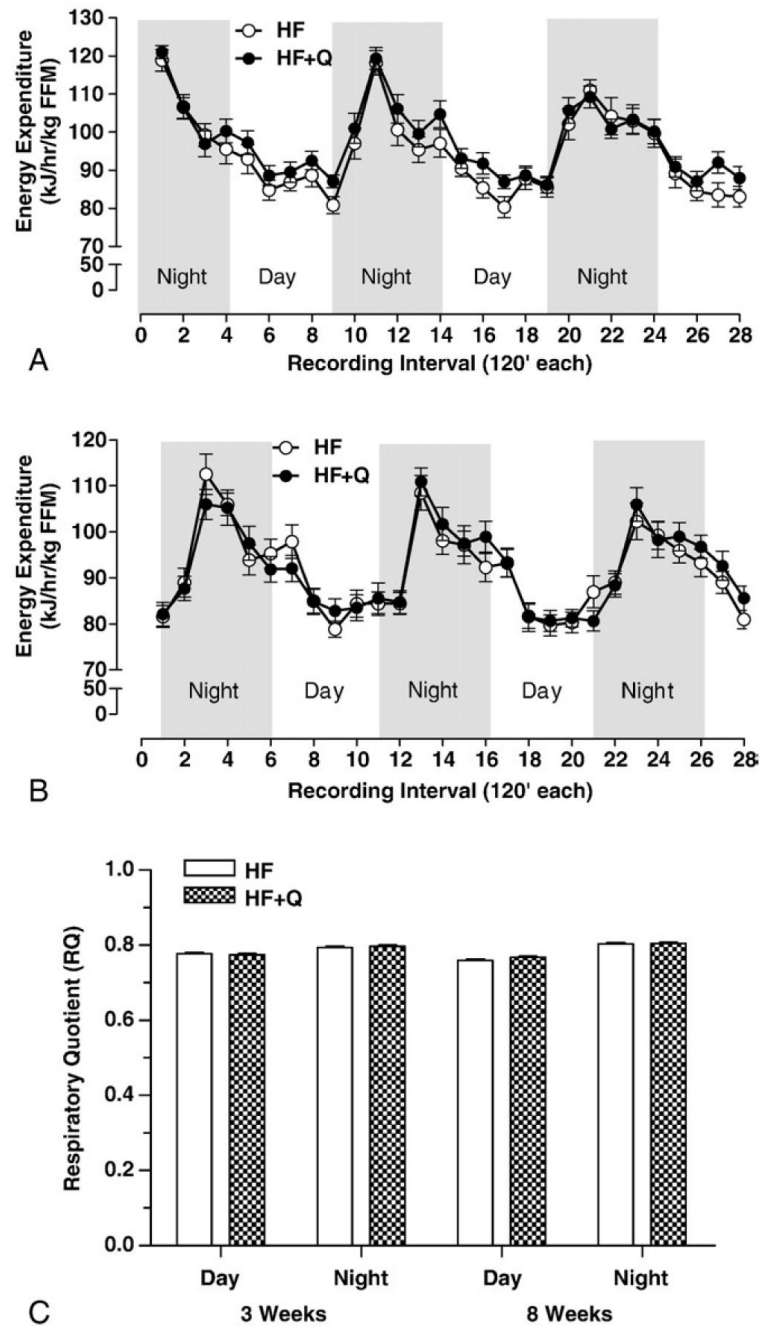 HF
HF+Q
Energy Expenditure
(kJ/hr/kg FFM)
130
120
110
100
90
80
70
50
0
Night
Day
Night
Day
Night
0 2 4 6 8 10 12 14 16 18 20 22 24 26 28
Recording Interval (120' each)
A
HF
HF+Q
Energy Expenditure
(kJ/hr/kg FFM)
120
110
100
90
80
70
50
0
Night
Day
Night
Day
Night
0 2 4 6 8 10 12 14 16 18 20 22 24 26 28
Recording Interval (120' each)
B
HF
HF+Q
Respiratory Quotient (RQ)
1.0
0.8
0.6
0.4
0.2
0.0
Day Night Day Night
3 Weeks 8 Weeks
C